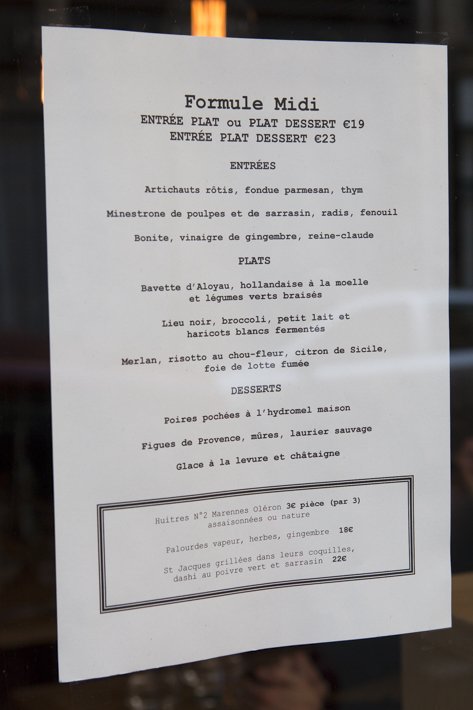 Formule Midi
ENTRÉE PLAT ou PLAT DESSERT €19
ENTRÉE PLAT DESSERT €23
ENTRÉES
Artichauts rôtis, fondue parmesan, thym
Minestrone de poulpes et de sarrasin, radis, fenouil
Bonite, vinaigre de gingembre, reine-claude
PLATS
Bavette d'Aloyau, hollandaise à la moelle
et légumes verts braisés
Lieu noir, broccoli, petit lait et
haricots blancs fermentés
Merlan, risotto au chou-fleur, citron de Sicile,
foie de lotte fumée
DESSERTS
Poires pochées à l'hydromel maison
Figues de Provence, mûres, laurier sauvage
Glace à la levure et châtaigne
Huitres N°2 Marennes Oléron 3€ pièce (par 3)
assaisonnées ou nature
Palourdes vapeur, herbes, gingembre 18€
St Jacques grillées dans leurs coquilles,
dashi au poivre vert et sarrasin 22€